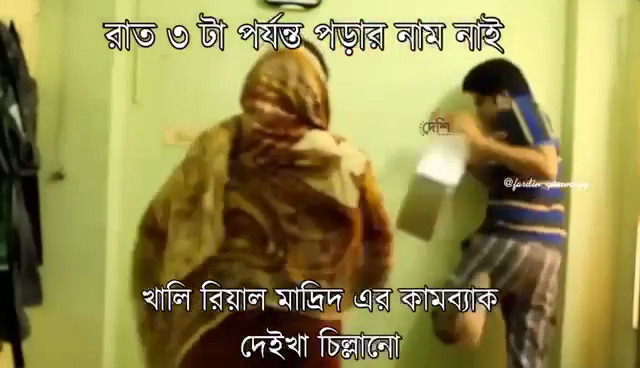 রাত ৩ টা পর্যন্ত পড়ার নাম নাই
দেশি
খালি রিয়াল মাদ্রিদ এর কামব্যাক
দেইখা চিল্লানো